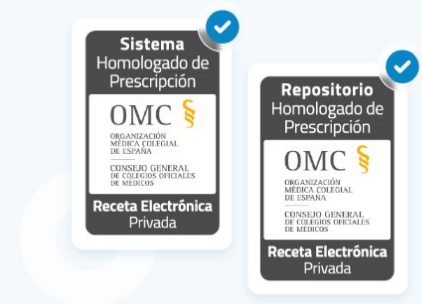 Sistema
Homologado de
Prescripción
OMC
ORGANIZACIÓN
MÉDICA COLEGIAL
DE ESPAÑA
CONSEJO GENERAL
DE COLEGIOS OFICIALES
DE MÉDICOS
Receta Electrónica
Privada
Repositorio
Homologado de
Prescripción
OMC
ORGANIZACIÓN
MÉDICA COLEGIAL
DE ESPAÑA
CONSEJO GENERAL
DE COLEGIOS OFICIALES
DE MÉDICOS
Receta Electrónica
Privada